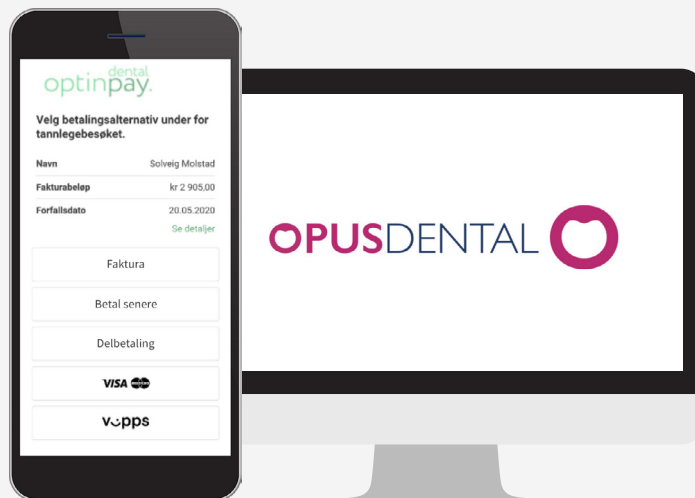 dental
optinpay.
Velg betalingsalternativ under for
tannlegebesøket.
Navn Solveig Molstad
Fakturabeløp kr 2 905,00
Forfallsdato 20.05.2020
Se detaljer
Faktura
Betal senere
Delbetaling
VISA
vipps
OPUSDENTAL